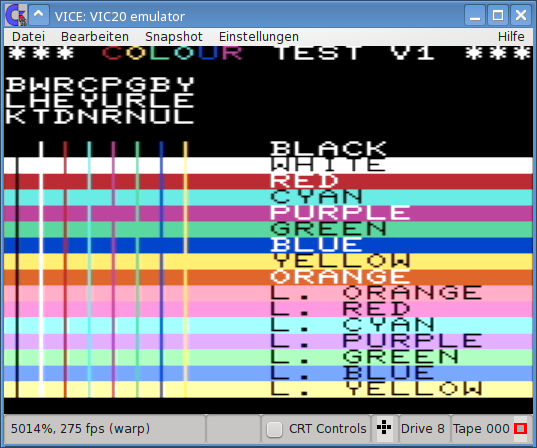 VICE: VIC20 emulator
Datei Bearbeiten Snapshot Einstellungen Hilfe
*** COLOUR TEST V1 ***
BWRCPGBY
LHEYURLE
KTDNRNUL
BLACK
WHITE
RED
CYAN
PURPLE
GREEN
BLUE
YELLOW
ORANGE
L. ORANGE
L. RED
L. CYAN
L. PURPLE
L. GREEN
L. BLUE
L. YELLOW
5014%, 275 fps (warp) CRT Controls Drive 8 Tape 000